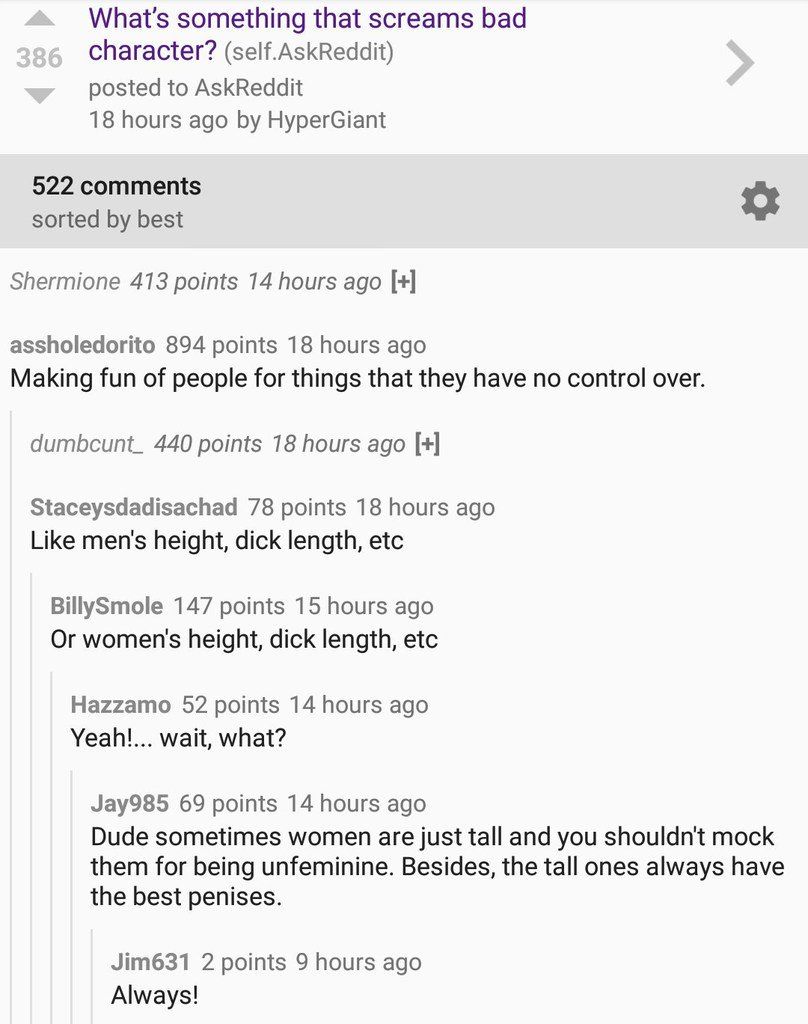 What's something that screams bad
character? (self.AskReddit)
386
posted to AskReddit
18 hours ago by HyperGiant
522 comments
sorted by best
Shermione 413 points 14 hours ago [+]
assholedorito 894 points 18 hours ago
Making fun of people for things that they have no control over.
dumbcunt_ 440 points 18 hours ago [+]
Staceysdadisachad 78 points 18 hours ago
Like men's height, dick length, etc
BillySmole 147 points 15 hours ago
Or women's height, dick length, etc
Hazzamo 52 points 14 hours ago
Yeah!... wait, what?
Jay985 69 points 14 hours ago
Dude sometimes women are just tall and you shouldn't mock
them for being unfeminine. Besides, the tall ones always have
the best penises.
Jim631 2 points 9 hours ago
Always!